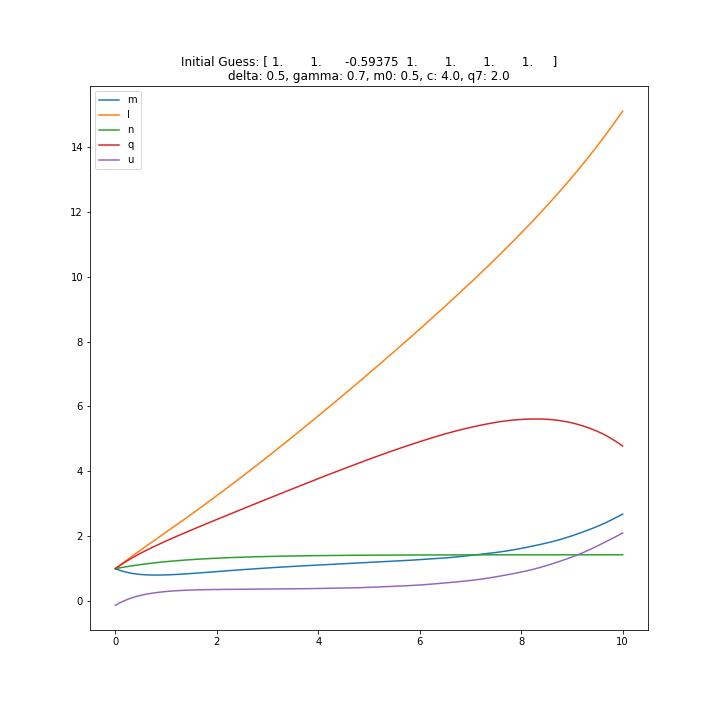 Initial Guess: [ 1. 1. -0.59375 1. 1. 1. 1. ]
delta: 0.5, gamma: 0.7, m0: 0.5, c: 4.0, q7: 2.0
m
l
n
q
u
14
12
10
8
6
4
2
0
0 2 4 6 8 10